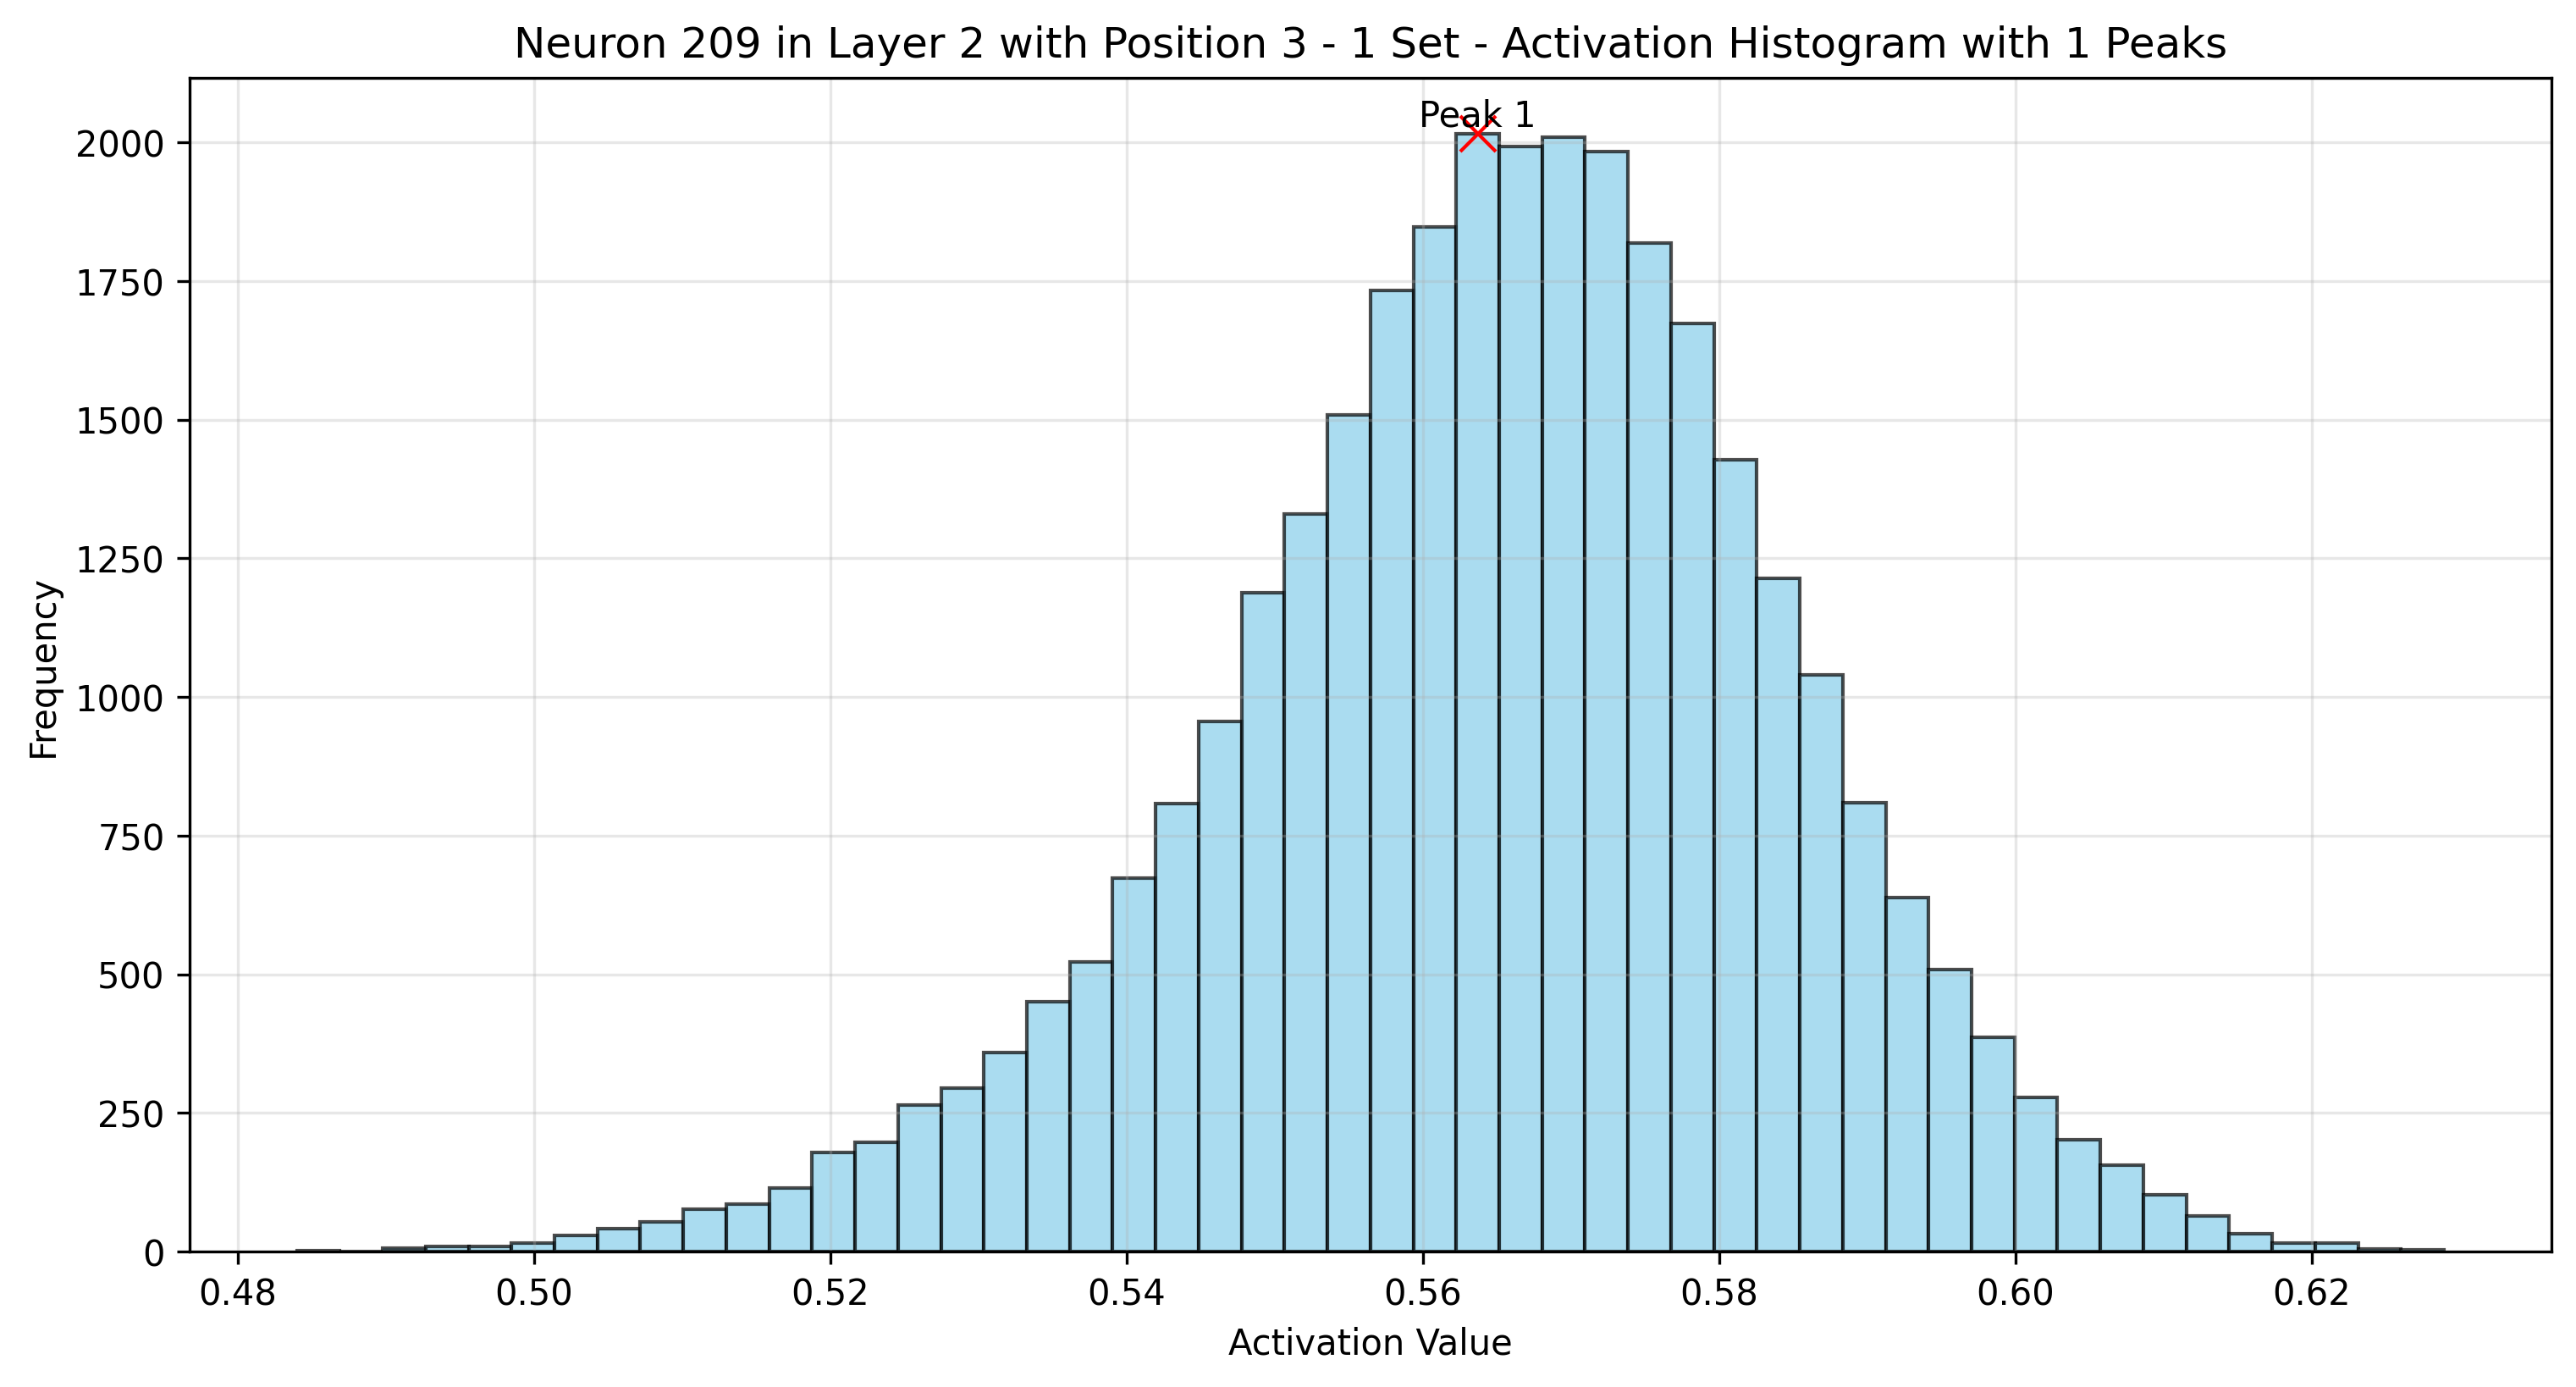 Neuron 209 in Layer 2 with Position 3 - 1 Set - Activation Histogram with 1 Peaks
Peak 1
2000
1750
1500
1250
1000
750
500
250
0
Frequency
0.48 0.50 0.52 0.54 0.56 0.58 0.60 0.62
Activation Value